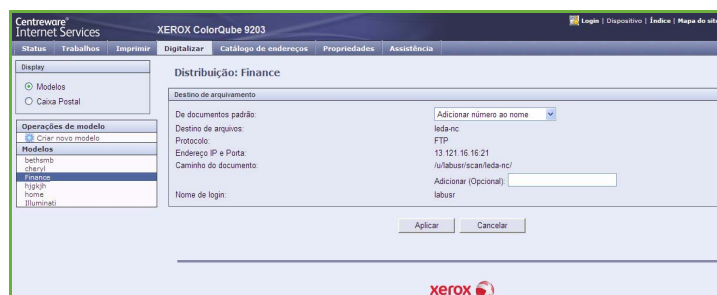 Centreware®
Internet Services
XEROX ColorQube 9203
Login | Dispositivo | Índice | Mapa do site
Status Trabalhos Imprimir Digitalizar Catálogo de endereços Propriedades Assistência
Display
Modelos
Caixa Postal
Operações de modelo
Criar novo modelo
Modelos
bethsmb
cheryl
Finance
hjgkjh
home
Illuminati
Distribuição: Finance
Destino de arquivamento
De documentos padrão: Adicionar número ao nome
Destino de arquivos: leda-nc
Protocolo: FTP
Endereço IP e Porta: 13.121.16.16:21
Caminho do documento: /u/labusr/scan/leda-nc/
Adicionar (Opcional):
Nome de login: labusr
Aplicar Cancelar
xerox